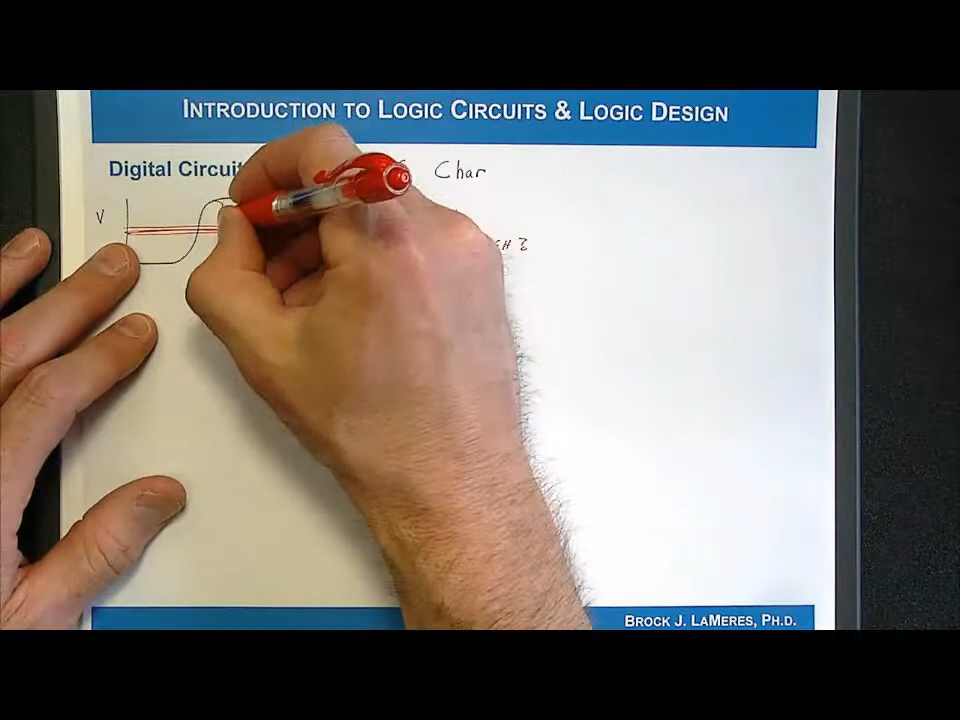 INTRODUCTION TO LOGIC CIRCUITS & LOGIC DESIGN
Digital Circuit Char
V
BROCK J. LAMERES, PH.D.